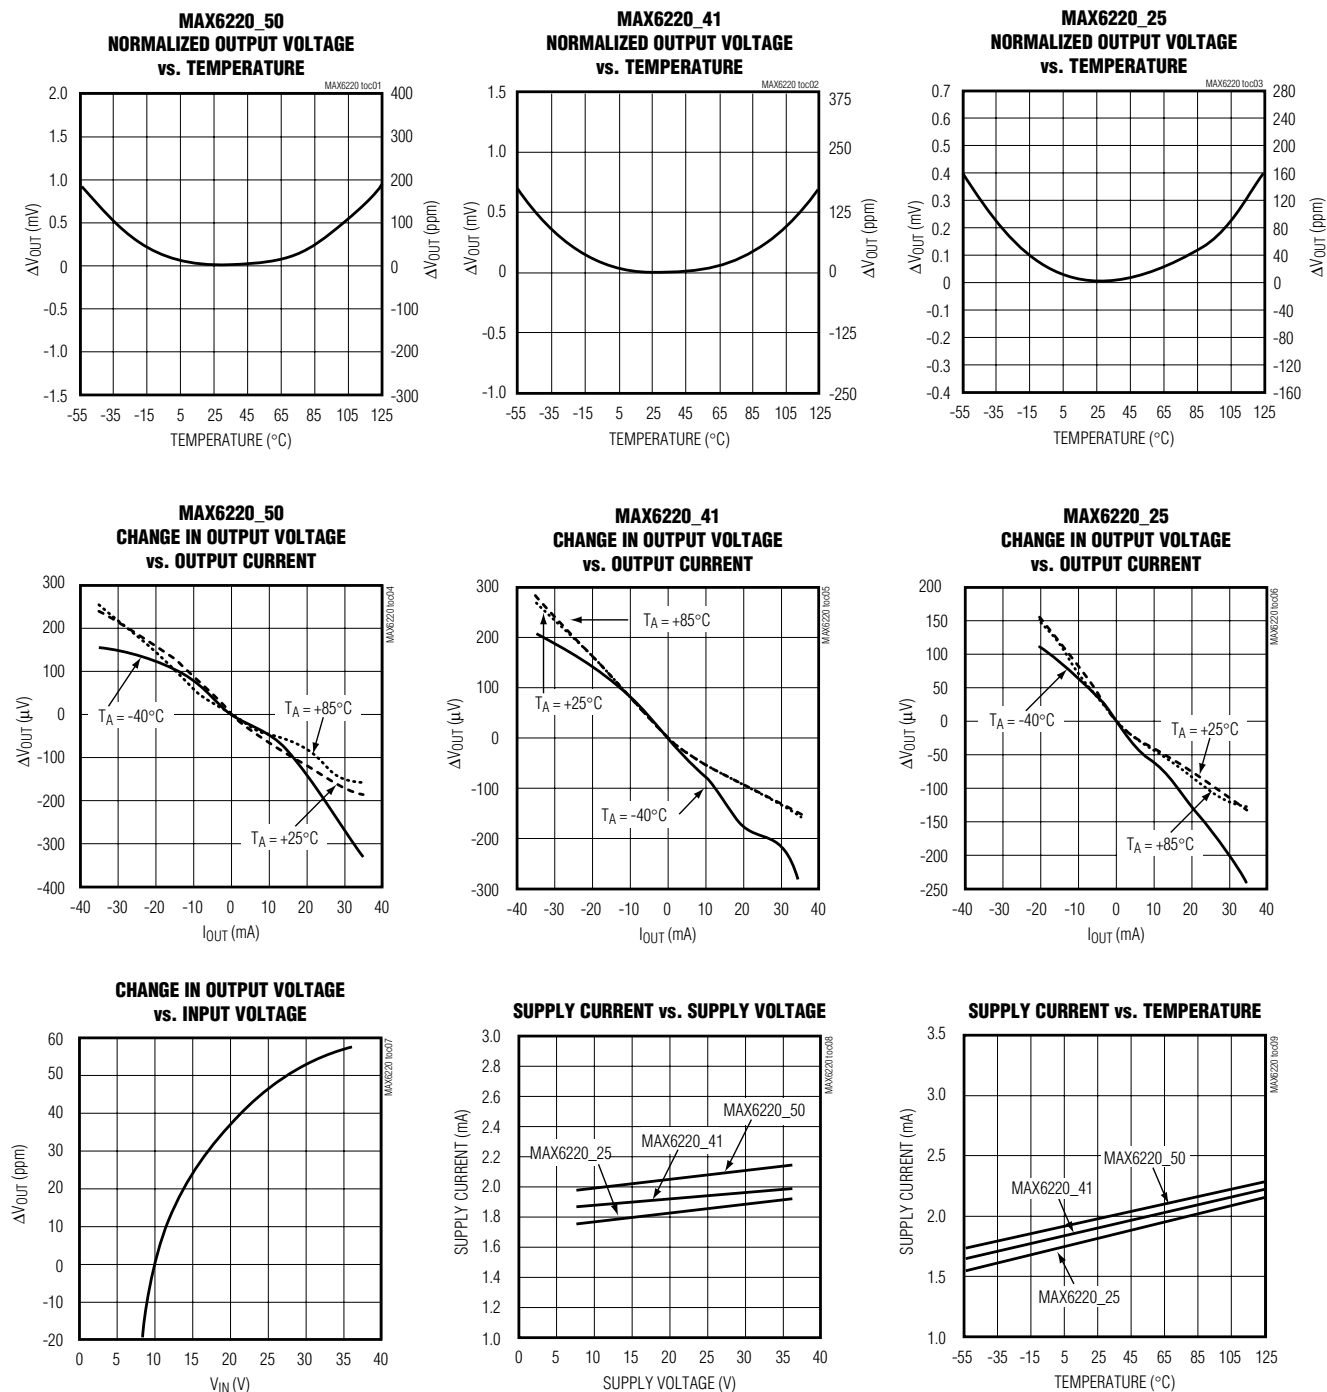 MAX6220_50
NORMALIZED OUTPUT VOLTAGE
vs. TEMPERATURE
MAX6220 toc01
2.0
1.5
1.0
0.5
0
-0.5
-1.0
-1.5
ΔVOUT (mV)
400
300
200
100
0
-100
-200
-300
ΔVOUT (ppm)
-55 -35 -15 5 25 45 65 85 105 125
TEMPERATURE (°C)
MAX6220_41
NORMALIZED OUTPUT VOLTAGE
vs. TEMPERATURE
MAX6220 toc02
1.5
1.0
0.5
0
-0.5
-1.0
ΔVOUT (mV)
375
250
125
0
-125
-250
ΔVOUT (ppm)
-55 -35 -15 5 25 45 65 85 105 125
TEMPERATURE (°C)
MAX6220_25
NORMALIZED OUTPUT VOLTAGE
vs. TEMPERATURE
MAX6220 toc03
0.7
0.6
0.5
0.4
0.3
0.2
0.1
0
-0.1
-0.2
-0.3
-0.4
ΔVOUT (mV)
280
240
200
160
120
80
40
0
-40
-80
-120
-160
ΔVOUT (ppm)
-55 -35 -15 5 25 45 65 85 105 125
TEMPERATURE (°C)
MAX6220_50
CHANGE IN OUTPUT VOLTAGE
vs. OUTPUT CURRENT
MAX6220 toc04
300
200
100
0
-100
-200
-300
-400
ΔVOUT (µV)
TA = -40°C
TA = +85°C
TA = +25°C
-40 -30 -20 -10 0 10 20 30 40
IOUT (mA)
MAX6220_41
CHANGE IN OUTPUT VOLTAGE
vs. OUTPUT CURRENT
MAX6220 toc05
300
200
100
0
-100
-200
-300
ΔVOUT (µV)
TA = +85°C
TA = +25°C
TA = -40°C
-40 -30 -20 -10 0 10 20 30 40
IOUT (mA)
MAX6220_25
CHANGE IN OUTPUT VOLTAGE
vs. OUTPUT CURRENT
MAX6220 toc06
200
150
100
50
0
-50
-100
-150
-200
-250
ΔVOUT (µV)
TA = -40°C
TA = +25°C
TA = +85°C
-40 -30 -20 -10 0 10 20 30 40
IOUT (mA)
CHANGE IN OUTPUT VOLTAGE
vs. INPUT VOLTAGE
MAX6220 toc07
60
50
40
30
20
10
0
-10
-20
ΔVOUT (ppm)
0 5 10 15 20 25 30 35 40
VIN (V)
SUPPLY CURRENT vs. SUPPLY VOLTAGE
MAX6220 toc08
3.0
2.8
2.6
2.4
2.2
2.0
1.8
1.6
1.4
1.2
1.0
SUPPLY CURRENT (mA)
MAX6220_50
MAX6220_41
MAX6220_25
0 5 10 15 20 25 30 35 40
SUPPLY VOLTAGE (V)
SUPPLY CURRENT vs. TEMPERATURE
MAX6220 toc09
3.5
3.0
2.5
2.0
1.5
1.0
SUPPLY CURRENT (mA)
MAX6220_50
MAX6220_41
MAX6220_25
-55 -35 -15 5 25 45 65 85 105 125
TEMPERATURE (°C)